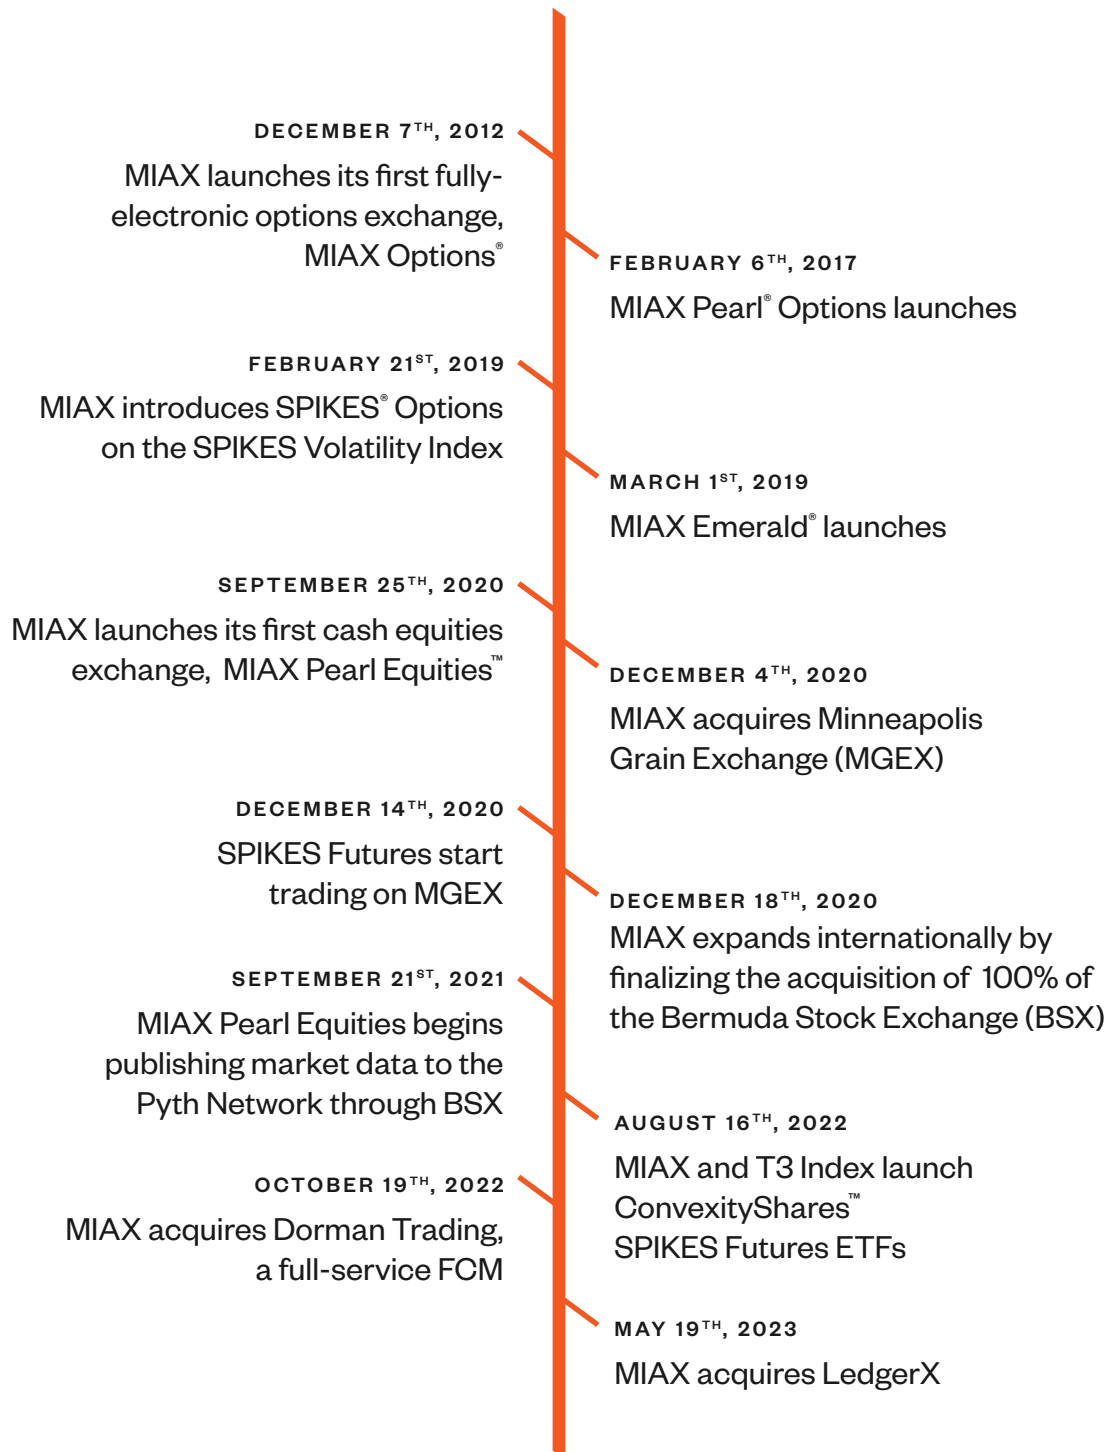 DECEMBER 7TH, 2012
MIAX launches its first fully-
electronic options exchange,
MIAX Options®
FEBRUARY 6TH, 2017
MIAX Pearl® Options launches
FEBRUARY 21ST, 2019
MIAX introduces SPIKES® Options
on the SPIKES Volatility Index
MARCH 1ST, 2019
MIAX Emerald® launches
SEPTEMBER 25TH, 2020
MIAX launches its first cash equities
exchange, MIAX Pearl Equities™
DECEMBER 4TH, 2020
MIAX acquires Minneapolis
Grain Exchange (MGEX)
DECEMBER 14TH, 2020
SPIKES Futures start
trading on MGEX
DECEMBER 18TH, 2020
MIAX expands internationally by
finalizing the acquisition of 100% of
the Bermuda Stock Exchange (BSX)
SEPTEMBER 21ST, 2021
MIAX Pearl Equities begins
publishing market data to the
Pyth Network through BSX
AUGUST 16TH, 2022
MIAX and T3 Index launch
ConvexityShares™
SPIKES Futures ETFs
OCTOBER 19TH, 2022
MIAX acquires Dorman Trading,
a full-service FCM
MAY 19TH, 2023
MIAX acquires LedgerX